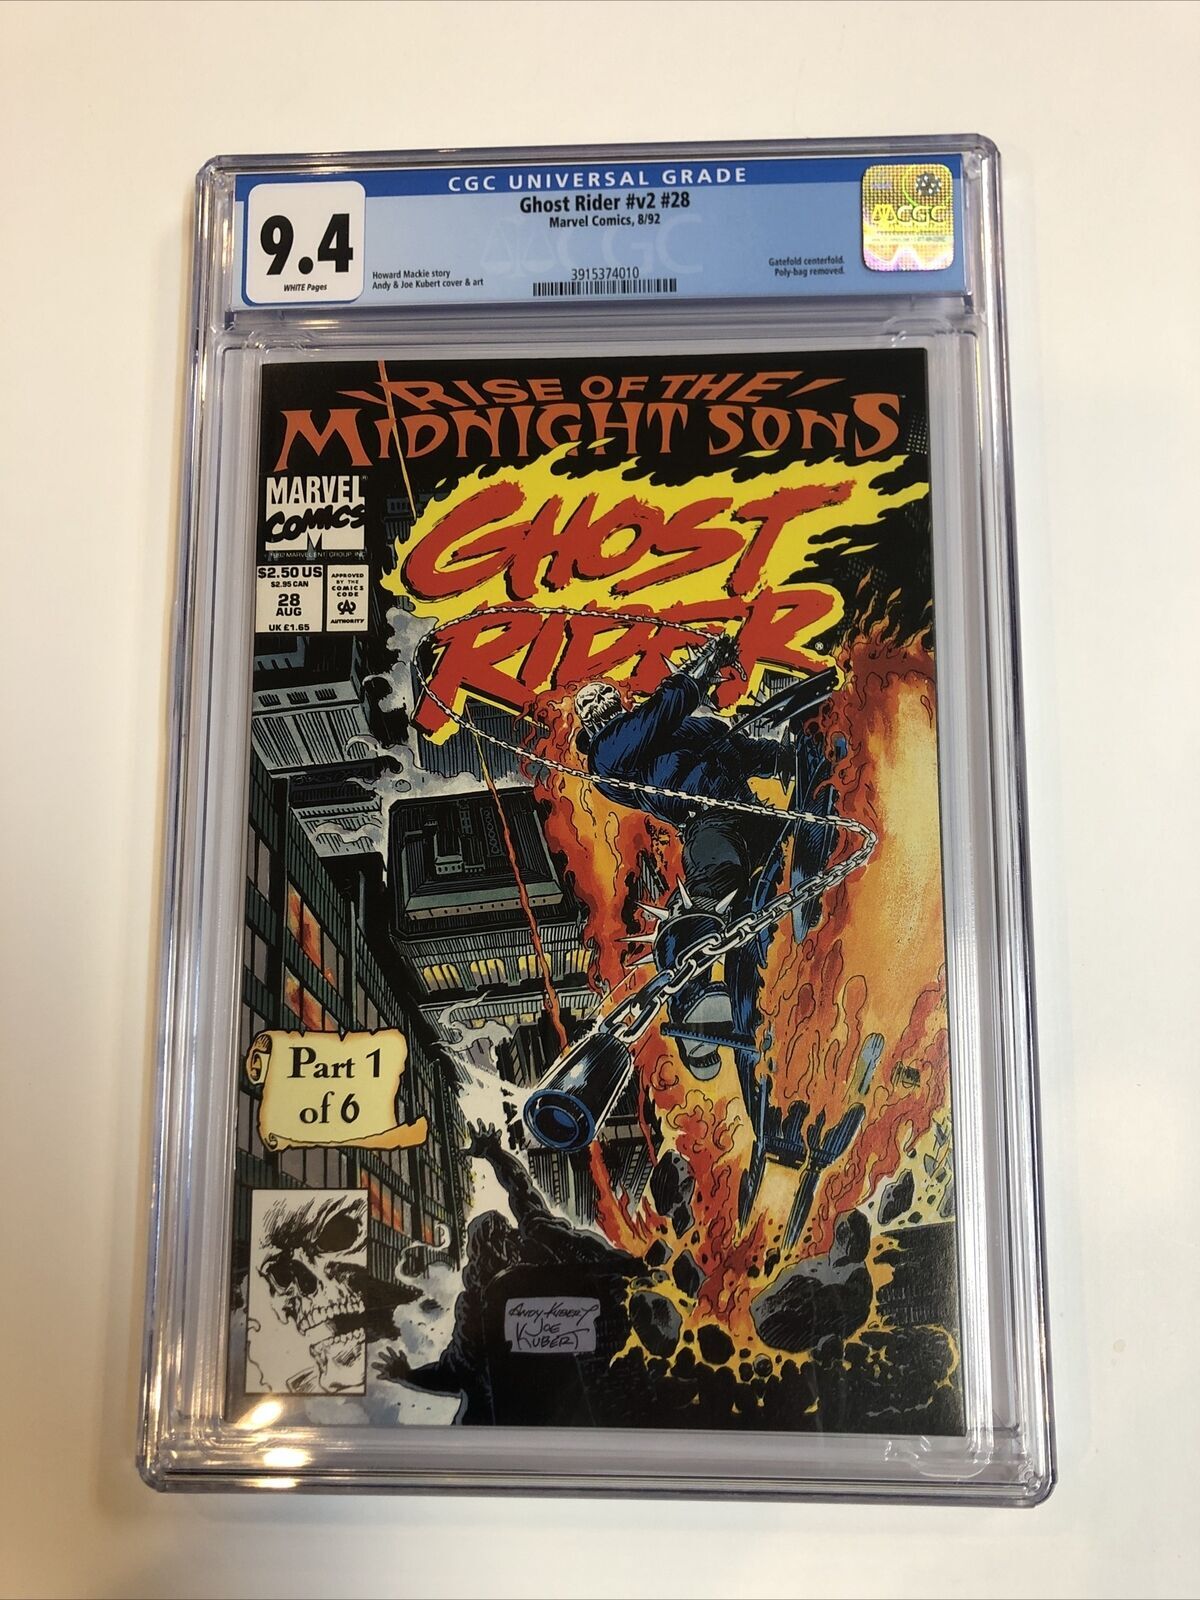 CGC UNIVERSAL GRADE
Ghost Rider #v2 #28
Marvel Comics, 8/92
9.4
WHITE Pages
Howard Mackie story
Andy & Joe Kubert cover & art
3915374010
Gatefold centerfold.
Poly-bag removed.
CGC
CGC
RISE OF THE
MIDNIGHT SONS
MARVEL
COMICS
GHOST
RIDER
$2.50 US
$2.95 CAN
28
AUG
UK £1.65
APPROVED
BY THE
COMICS
CODE
AUTHORITY
Part 1
of 6
ANDY KUBERT
JOE
KUBERT